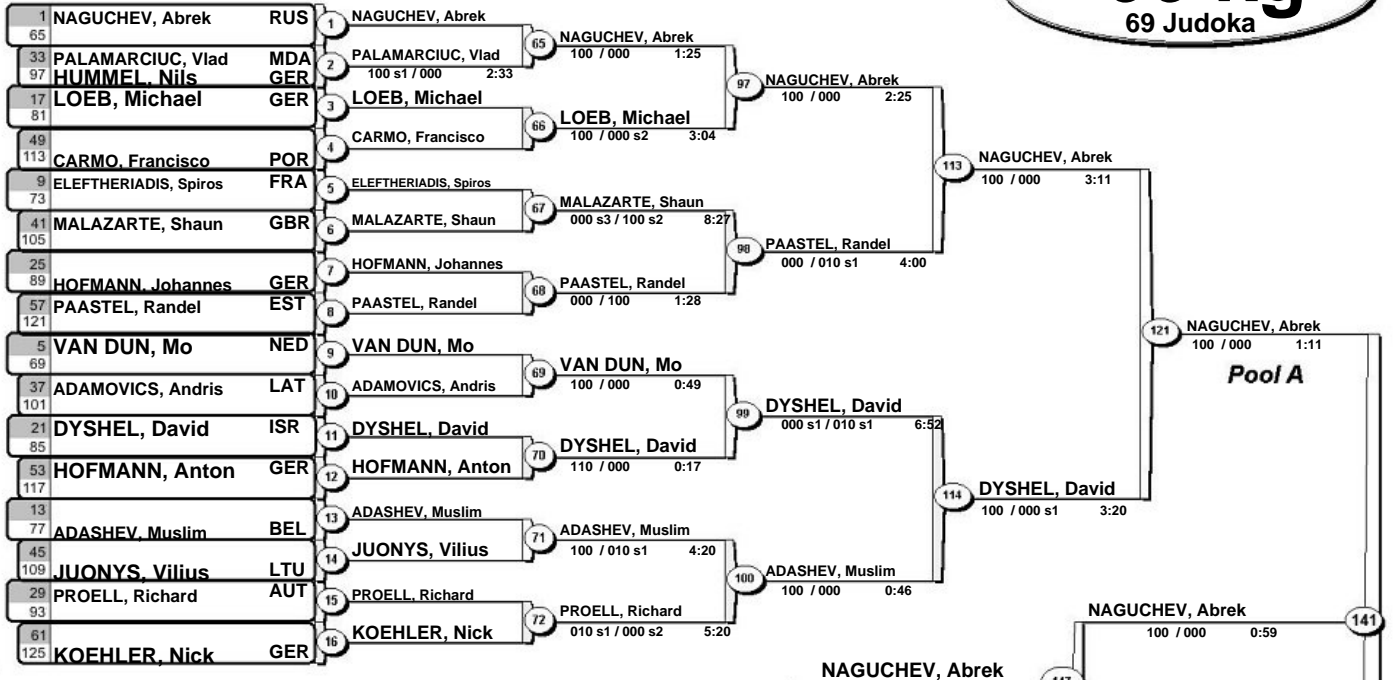 69 Judoka
1 NAGUCHEV, Abrek RUS
65
33 PALAMARCIUC, Vlad MDA
97 HUMMEL, Nils GER
17 LOEB, Michael GER
81
49
113 CARMO, Francisco POR
9 ELEFTHERIADIS, Spiros FRA
73
41 MALAZARTE, Shaun GBR
105
25
89 HOFMANN, Johannes GER
57 PAASTEL, Randel EST
121
5 VAN DUN, Mo NED
69
37 ADAMOVICS, Andris LAT
101
21 DYSHEL, David ISR
85
53 HOFMANN, Anton GER
117
13
77 ADASHEV, Muslim BEL
45
109 JUONYS, Vilius LTU
29 PROELL, Richard AUT
93
61
125 KOEHLER, Nick GER
1 NAGUCHEV, Abrek
2 PALAMARCIUC, Vlad
100 s1 / 000 2:33
3 LOEB, Michael
4 CARMO, Francisco
5 ELEFTHERIADIS, Spiros
6 MALAZARTE, Shaun
7 HOFMANN, Johannes
8 PAASTEL, Randel
9 VAN DUN, Mo
10 ADAMOVICS, Andris
11 DYSHEL, David
12 HOFMANN, Anton
13 ADASHEV, Muslim
14 JUONYS, Vilius
15 PROELL, Richard
16 KOEHLER, Nick
65 NAGUCHEV, Abrek
100 / 000 1:25
66 LOEB, Michael
100 / 000 s2 3:04
67 MALAZARTE, Shaun
000 s3 / 100 s2 8:27
68 PAASTEL, Randel
000 / 100 1:28
69 VAN DUN, Mo
100 / 000 0:49
70 DYSHEL, David
110 / 000 0:17
71 ADASHEV, Muslim
100 / 010 s1 4:20
72 PROELL, Richard
010 s1 / 000 s2 5:20
97 NAGUCHEV, Abrek
100 / 000 2:25
98 PAASTEL, Randel
000 / 010 s1 4:00
99 DYSHEL, David
000 s1 / 010 s1 6:52
100 ADASHEV, Muslim
100 / 000 0:46
113 NAGUCHEV, Abrek
100 / 000 3:11
114 DYSHEL, David
100 / 000 s1 3:20
121 NAGUCHEV, Abrek
100 / 000 1:11
Pool A
NAGUCHEV, Abrek 141
100 / 000 0:59
NAGUCHEV, Abrek